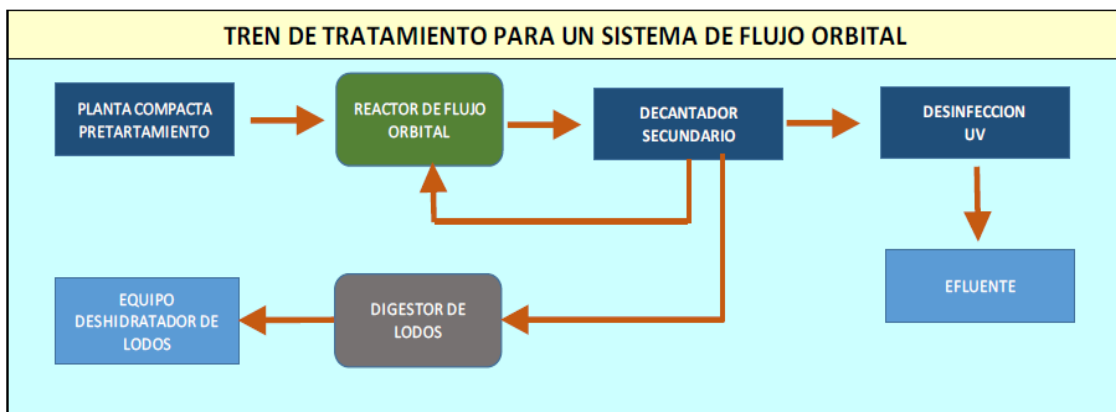 TREN DE TRATAMIENTO PARA UN SISTEMA DE FLUJO ORBITAL
PLANTA COMPACTA
PRETARTAMIENTO
REACTOR DE FLUJO
ORBITAL
DECANTADOR
SECUNDARIO
DESINFECCION
UV
EQUIPO
DESHIDRATADOR DE
LODOS
DIGESTOR DE
LODOS
EFLUENTE